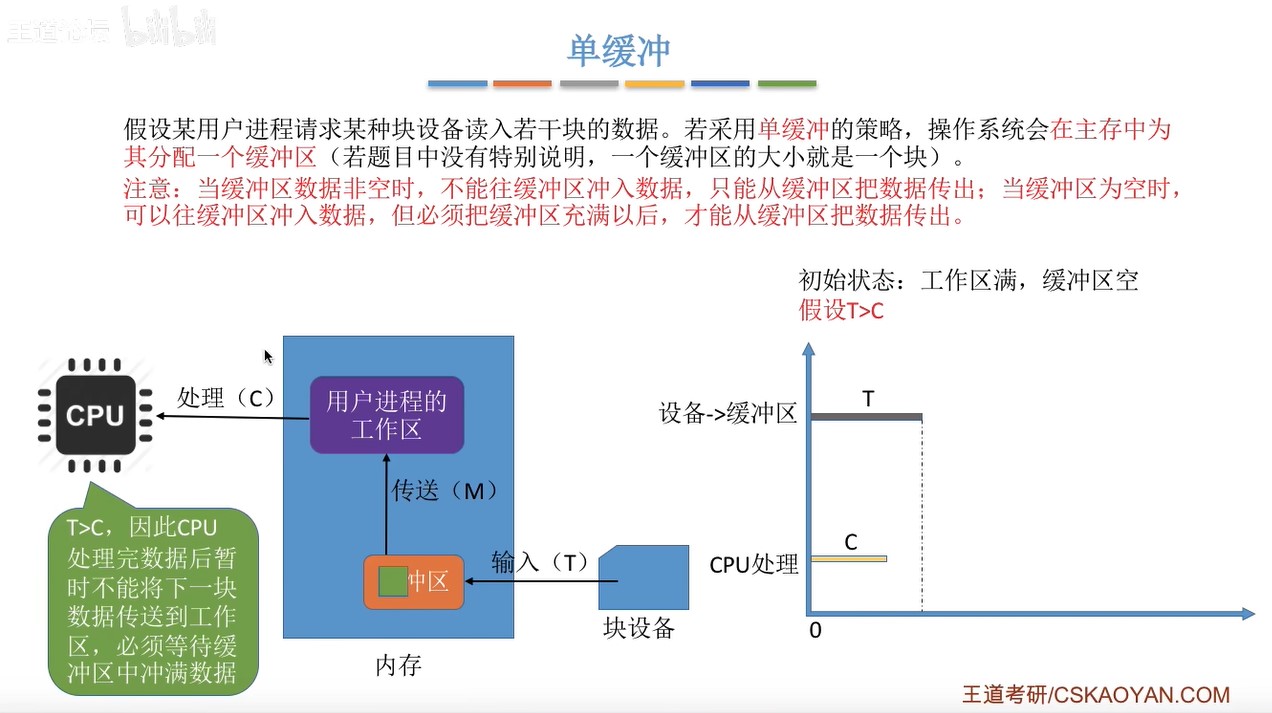 王道论坛 bilibili
单缓冲
假设某用户进程请求某种块设备读入若干块的数据。若采用单缓冲的策略，操作系统会在主存中为
其分配一个缓冲区（若题目中没有特别说明，一个缓冲区的大小就是一个块）。
注意：当缓冲区数据非空时，不能往缓冲区冲入数据，只能从缓冲区把数据传出；当缓冲区为空时，
可以往缓冲区冲入数据，但必须把缓冲区充满以后，才能从缓冲区把数据传出。
初始状态：工作区满，缓冲区空
假设T>C
CPU
处理（C）
用户进程的
工作区
传送（M）
冲区
输入（T）
块设备
内存
T>C，因此CPU
处理完数据后暂
时不能将下一块
数据传送到工作
区，必须等待缓
冲区中冲满数据
设备->缓冲区
T
CPU处理
C
0
王道考研/CSKAOYAN.COM